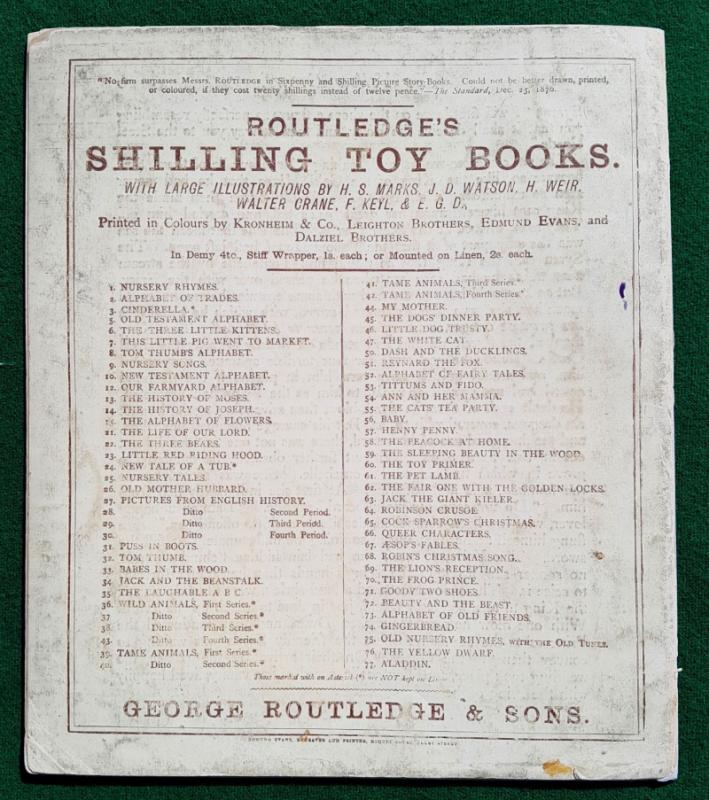 "No firm surpasses Messrs. ROUTLEDGE in Sixpenny and Shilling Picture Story-Books. Could not be better drawn, printed,
or coloured, if they cost twenty shillings instead of twelve pence."—The Standard, Dec. 25, 1870.
ROUTLEDGE'S
SHILLING TOY BOOKS.
WITH LARGE ILLUSTRATIONS BY H. S. MARKS, J. D. WATSON, H. WEIR,
WALTER CRANE, F. KEYL, & E. G. D.,
Printed in Colours by KRONHEIM & CO., LEIGHTON BROTHERS, EDMUND EVANS, and
DALZIEL BROTHERS.
In Demy 4to., Stiff Wrapper, 1s. each; or Mounted on Linen, 2s. each.
1. NURSERY RHYMES.
2. ALPHABET OF TRADES.
3. CINDERELLA.*
5. OLD TESTAMENT ALPHABET.
6. THE THREE LITTLE KITTENS.
7. THIS LITTLE PIG WENT TO MARKET.
8. TOM THUMB'S ALPHABET.
9. NURSERY SONGS.
10. NEW TESTAMENT ALPHABET.
12. OUR FARMYARD ALPHABET.
13. THE HISTORY OF MOSES.
14. THE HISTORY OF JOSEPH.
15. THE ALPHABET OF FLOWERS.
21. THE LIFE OF OUR LORD.
22. THE THREE BEARS.
23. LITTLE RED RIDING HOOD.
24. NEW TALE OF A TUB.*
25. NURSERY TALES.
26. OLD MOTHER HUBBARD.
27. PICTURES FROM ENGLISH HISTORY.
28. Ditto Second Period.
29. Ditto Third Period.
30. Ditto Fourth Period.
31. PUSS IN BOOTS.
32. TOM THUMB.
33. BABES IN THE WOOD.
34. JACK AND THE BEANSTALK.
35. THE LAUGHABLE A B C.
36. WILD ANIMALS, First Series.*
37. Ditto Second Series.*
38. Ditto Third Series.*
43. Ditto Fourth Series.*
39. TAME ANIMALS, First Series.*
40. Ditto Second Series.*
41. TAME ANIMALS, Third Series.*
42. TAME ANIMALS, Fourth Series.*
44. MY MOTHER.
45. THE DOGS' DINNER PARTY.
46. LITTLE DOG TRUSTY.
47. THE WHITE CAT.
50. DASH AND THE DUCKLINGS.
51. REYNARD THE FOX.
52. ALPHABET OF FAIRY TALES.
53. TITTUMS AND FIDO.
54. ANN AND HER MAMMA.
55. THE CATS' TEA PARTY.
56. BABY.
57. HENNY PENNY.
58. THE PEACOCK AT HOME.
59. THE SLEEPING BEAUTY IN THE WOOD.
60. THE TOY PRIMER.
61. THE PET LAMB.
62. THE FAIR ONE WITH THE GOLDEN LOCKS.
63. JACK THE GIANT KILLER.
64. ROBINSON CRUSOE.
65. COCK SPARROW'S CHRISTMAS.
66. QUEER CHARACTERS.
67. ÆSOP'S FABLES.
68. ROBIN'S CHRISTMAS SONG.
69. THE LION'S RECEPTION.
70. THE FROG PRINCE.
71. GOODY TWO SHOES.
72. BEAUTY AND THE BEAST.
73. ALPHABET OF OLD FRIENDS.
74. GINGERBREAD.
75. OLD NURSERY RHYMES, WITH THE OLD TUNES.
76. THE YELLOW DWARF.
77. ALADDIN.
Those marked with an Asterisk (*) are NOT kept on Linen.
GEORGE ROUTLEDGE & SONS.
EDMUND EVANS, ENGRAVER AND PRINTER, FLEET STREET